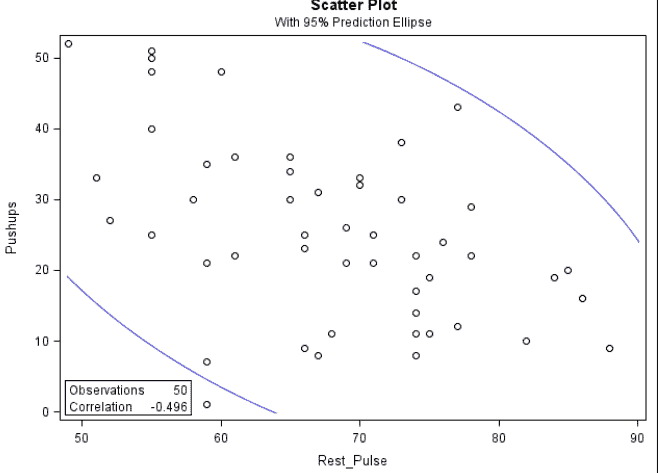 Scatter Plot
With 95% Prediction Ellipse
50
40
30
20
10
0
Pushups
Observations 50
Correlation -0.496
50 60 70 80 90
Rest_Pulse